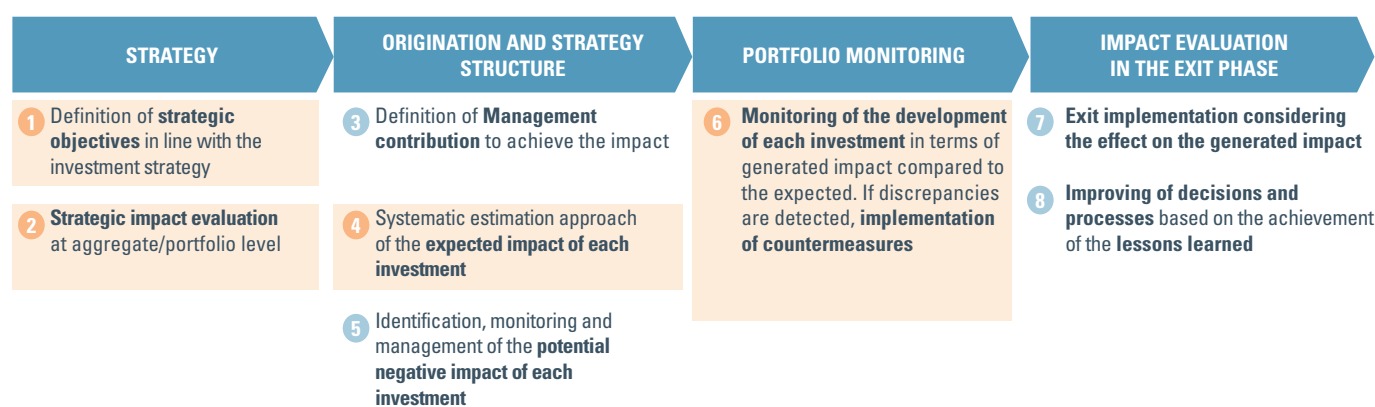 STRATEGY
ORIGINATION AND STRATEGY
STRUCTURE
PORTFOLIO MONITORING
IMPACT EVALUATION
IN THE EXIT PHASE
1 Definition of strategic
objectives in line with the
investment strategy
2 Strategic impact evaluation
at aggregate/portfolio level
3 Definition of Management
contribution to achieve the impact
4 Systematic estimation approach
of the expected impact of each
investment
5 Identification, monitoring and
management of the potential
negative impact of each
investment
6 Monitoring of the development
of each investment in terms of
generated impact compared to
the expected. If discrepancies
are detected, implementation
of countermeasures
7 Exit implementation considering
the effect on the generated impact
8 Improving of decisions and
processes based on the achievement
of the lessons learned